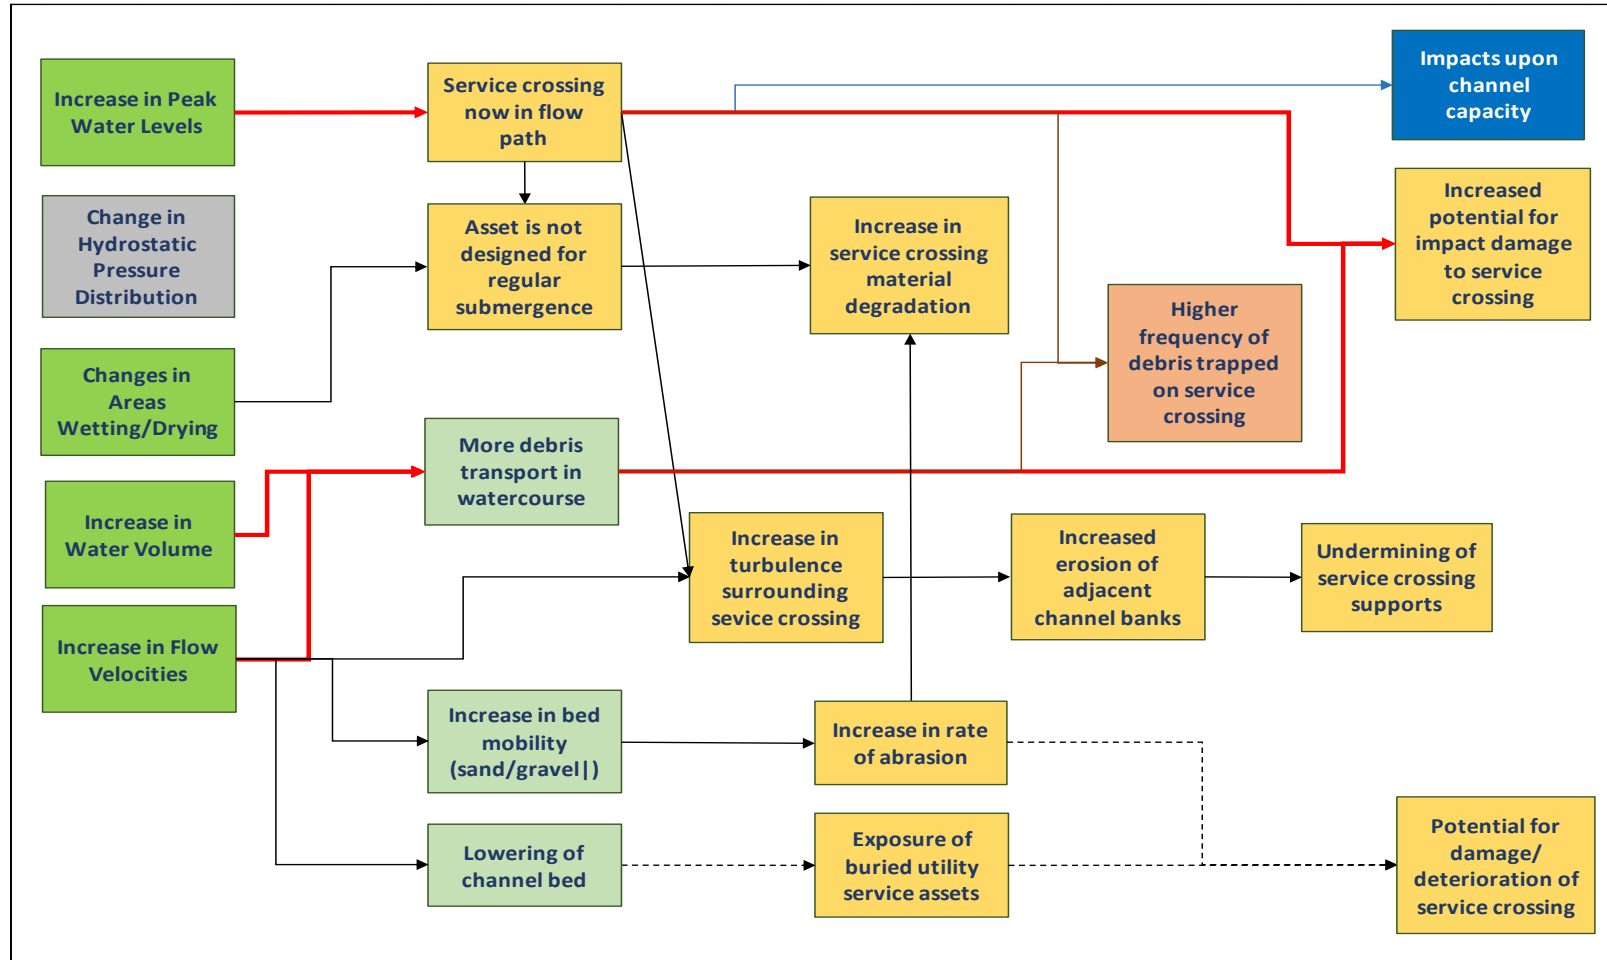 Increase in Peak
Water Levels
Service crossing
now in flow
path
Impacts upon
channel
capacity
Change in
Hydrostatic
Pressure
Distribution
Asset is not
designed for
regular
submergence
Increase in
service crossing
material
degradation
Increased
potential for
impact damage
to service
crossing
Higher
frequency of
debris trapped
on service
crossing
Changes in
Areas
Wetting/Drying
More debris
transport in
watercourse
Increase in
Water Volume
Increase in
turbulence
surrounding
sevice crossing
Increased
erosion of
adjacent
channel banks
Undermining of
service crossing
supports
Increase in Flow
Velocities
Increase in bed
mobility
(sand/gravel|)
Increase in rate
of abrasion
Lowering of
channel bed
Exposure of
buried utility
service assets
Potential for
damage/
deterioration of
service crossing